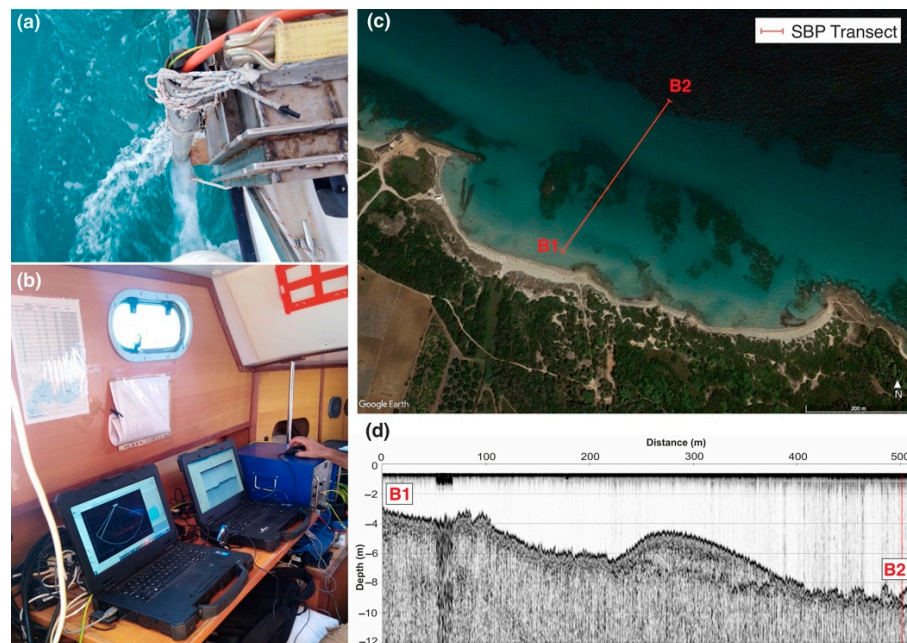 (a)
(b)
(c)
SBP Transect
B2
B1
N
Google Earth
200 m
(d)
Distance (m)
0
100
200
300
400
500
0
−2
−4
−6
−8
−10
−12
Depth (m)
B1
B2